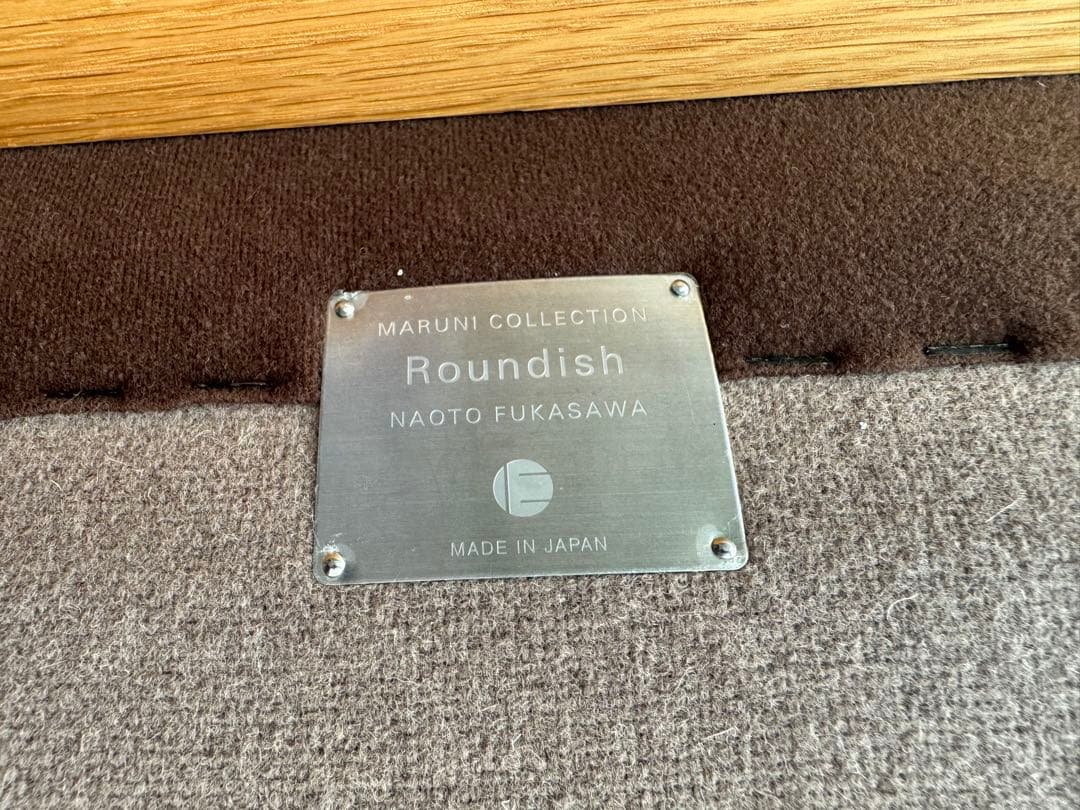 MARUNI COLLECTION
Roundish
NAOTO FUKASAWA
MADE IN JAPAN